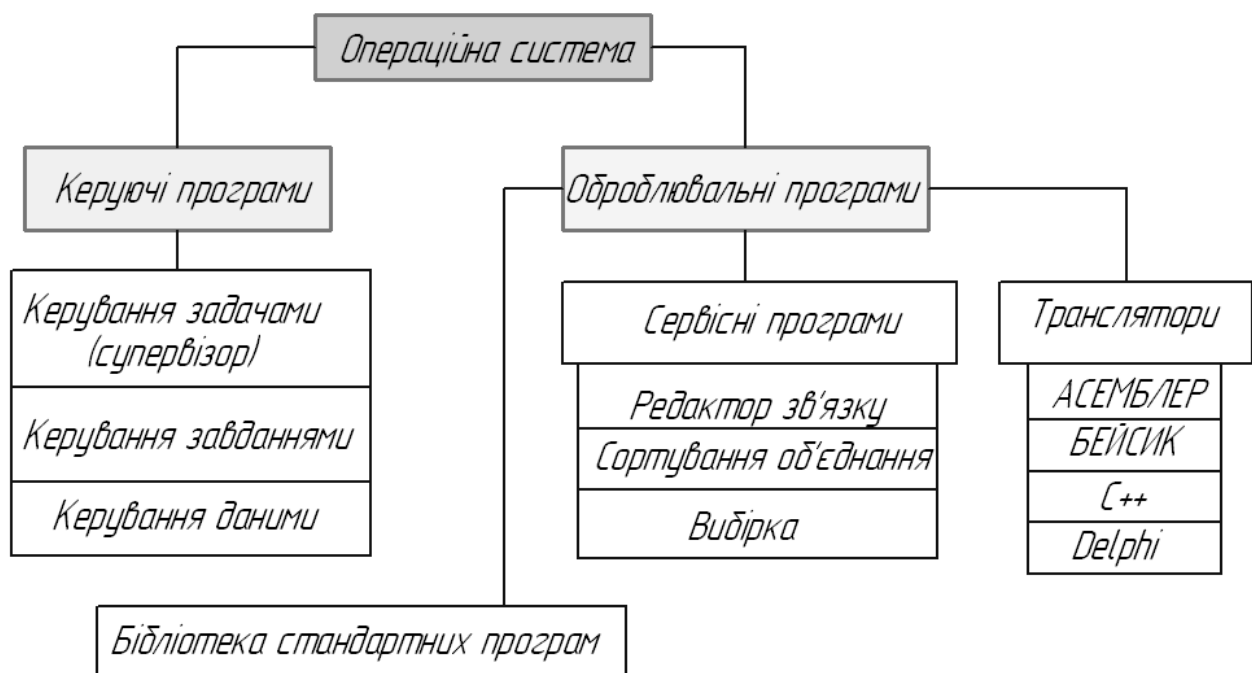 Операційна система
Керуючі програми
Оброблювальні програми
Керування задачами
(супервізор)
Керування завданнями
Керування даними
Сервісні програми
Редактор зв'язку
Сортування об'єднання
Вибірка
Транслятори
АСЕМБЛЕР
БЕЙСИК
С++
Delphi
Бібліотека стандартних програм